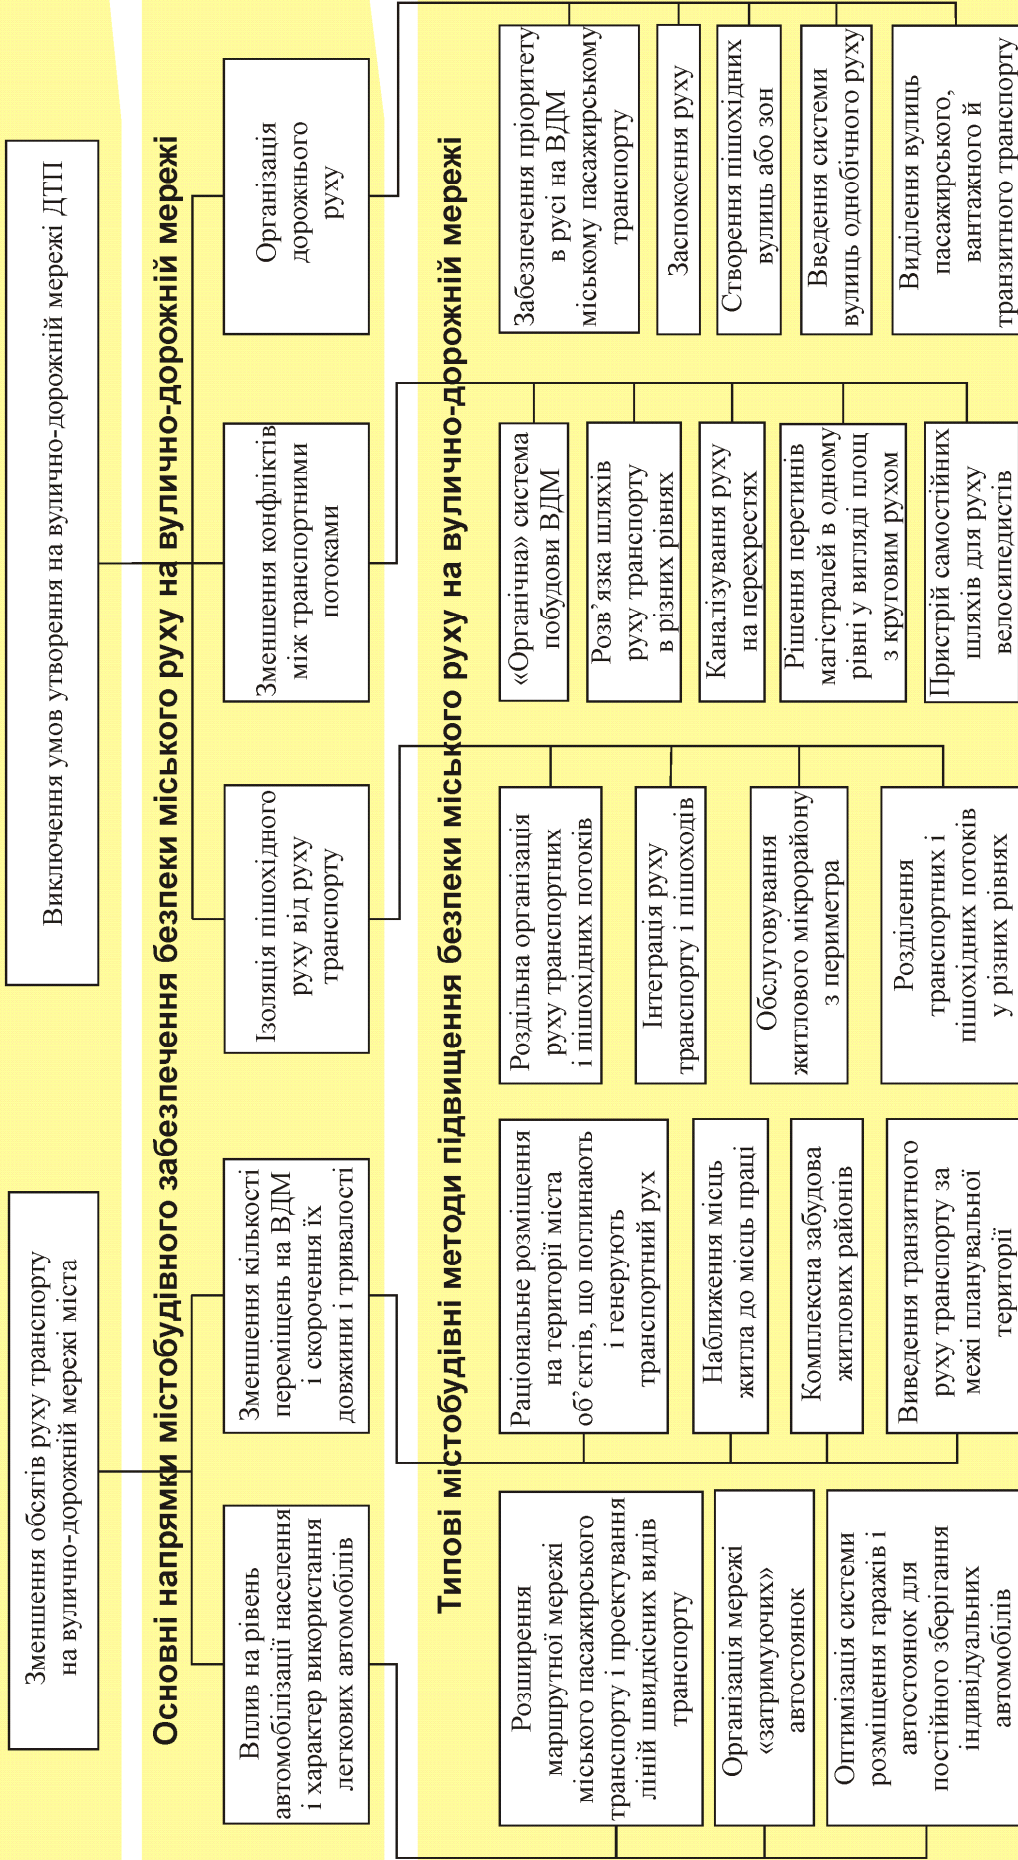 Зменшення обсягів руху транспорту
на вулично-дорожній мережі міста
Виключення умов утворення на вулично-дорожній мережі ДТП
Основні напрямки містобудівного забезпечення безпеки міського руху на вулично-дорожній мережі
Вплив на рівень
автомобілізації населення
і характер використання
легкових автомобілів
Зменшення кількості
переміщень на ВДМ
і скорочення їх
довжини і тривалості
Ізоляція пішохідного
руху від руху
транспорту
Зменшення конфліктів
між транспортними
потоками
Організація
дорожнього
руху
Типові містобудівні методи підвищення безпеки міського руху на вулично-дорожній мережі
Розширення
маршрутної мережі
міського пасажирського
транспорту і проектування
ліній швидкісних видів
транспорту
Організація мережі
«затримуючих»
автостоянок
Оптимізація системи
розміщення гаражів і
автостоянок для
постійного зберігання
індивідуальних
автомобілів
Раціональне розміщення
на території міста
об’єктів, що поглинають
і генерують
транспортний рух
Наближення місць
житла до місць праці
Комплексна забудова
житлових районів
Виведення транзитного
руху транспорту за
межі планувальної
території
Роздільна організація
руху транспортних
і пішохідних потоків
Інтеграція руху
транспорту і пішоходів
Обслуговування
житлового мікрорайону
з периметра
Розділення
транспортних і
пішохідних потоків
у різних рівнях
«Органічна» система
побудови ВДМ
Розв’язка шляхів
руху транспорту
в різних рівнях
Каналізування руху
на перехрестях
Рішення перетинів
магістралей в одному
рівні у вигляді площ
з круговим рухом
Пристрій самостійних
шляхів для руху
велосипедистів
Забезпечення пріоритету
в русі на ВДМ
міському пасажирському
транспорту
Заспокоєння руху
Створення пішохідних
вулиць або зон
Введення системи
вулиць однобічного руху
Виділення вулиць
пасажирського,
вантажного й
транзитного транспорту